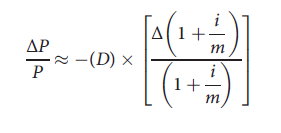 ΔP/P ≈ −(D) × [Δ(1 + i/m) / (1 + i/m)]